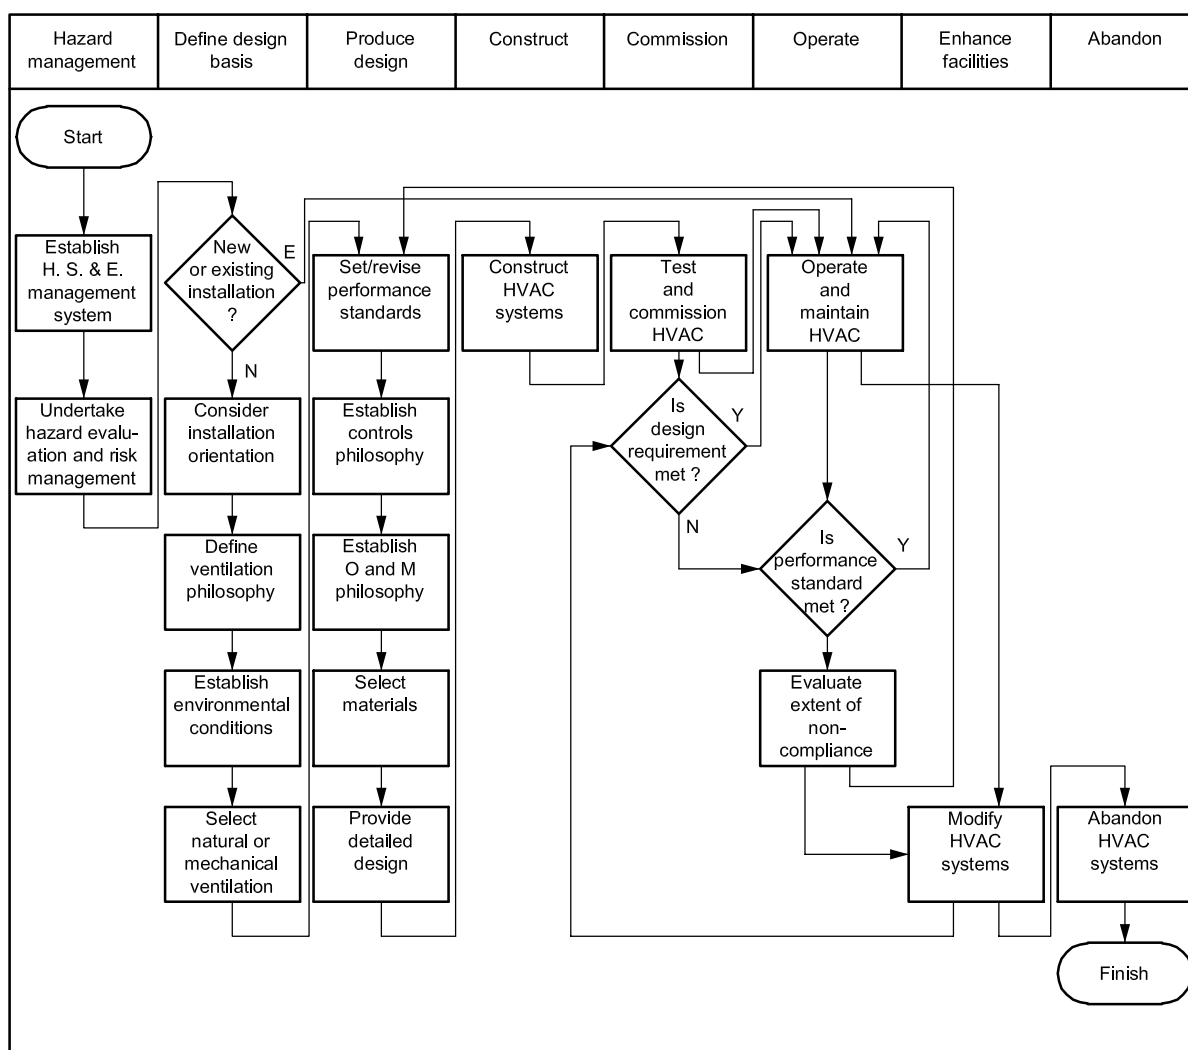 Hazard
management
Define design
basis
Produce
design
Construct
Commission
Operate
Enhance
facilities
Abandon
Start
Establish
H. S. & E.
management
system
Undertake
hazard evalu-
ation and risk
management
New
or existing
installation
?
E
N
Consider
installation
orientation
Define
ventilation
philosophy
Establish
environmental
conditions
Select
natural or
mechanical
ventilation
Set/revise
performance
standards
Establish
controls
philosophy
Establish
O and M
philosophy
Select
materials
Provide
detailed
design
Construct
HVAC
systems
Test
and
commission
HVAC
Is
design
requirement
met ?
Y
N
Operate
and
maintain
HVAC
Is
performance
standard
met ?
Y
Evaluate
extent of
non-
compliance
Modify
HVAC
systems
Abandon
HVAC
systems
Finish